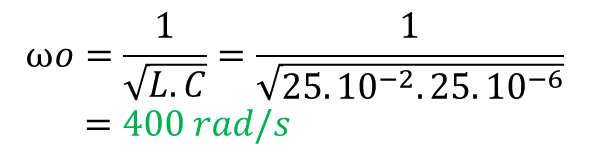 ωo = 1/√L.C = 1/√25.10⁻².25.10⁻⁶
= 400 rad/s